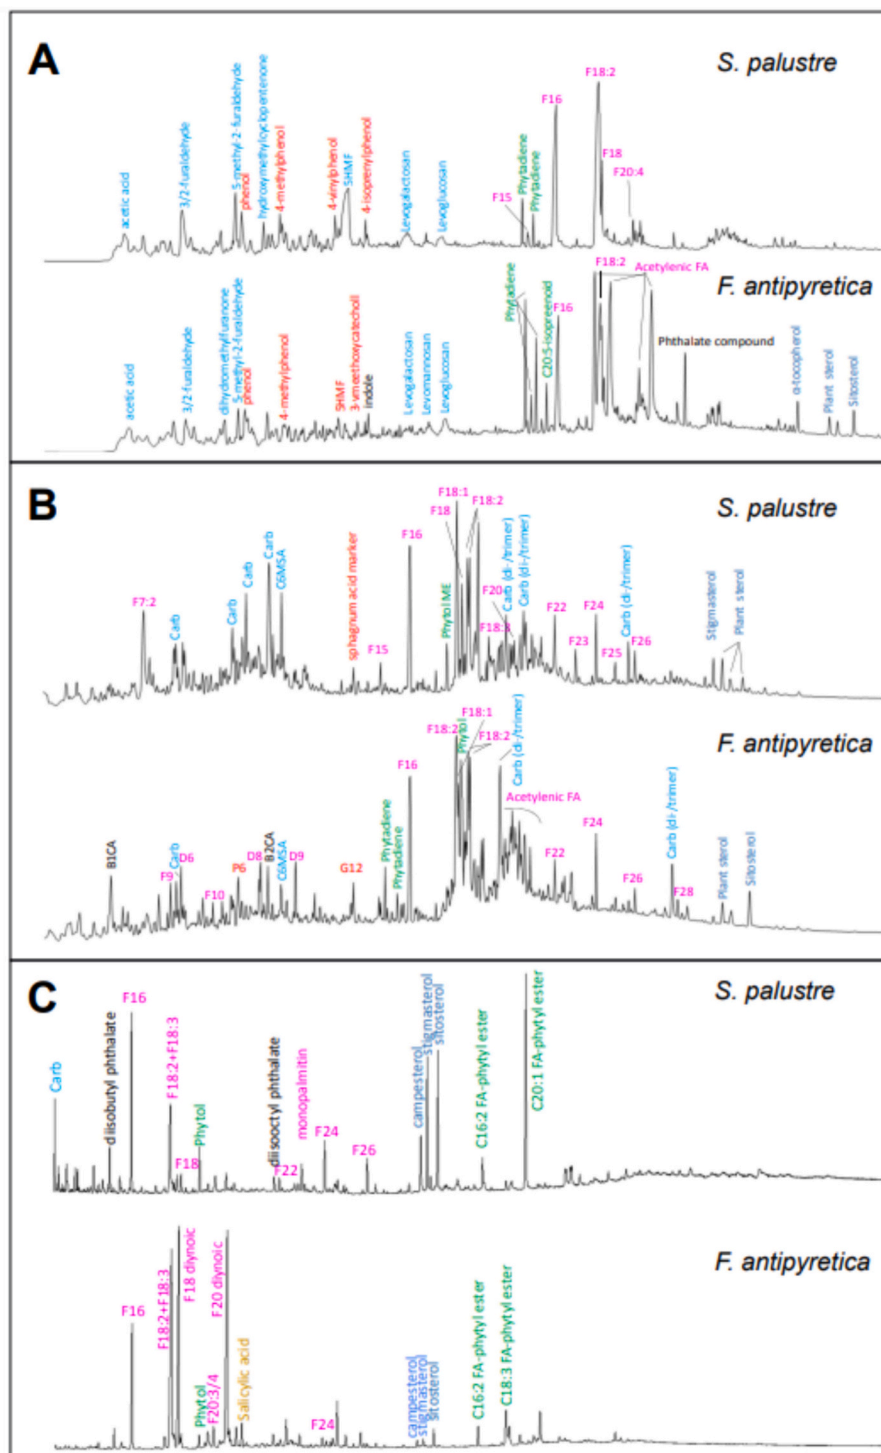 A
S. palustre
acetic acid
3/2-furaldehyde
5-methyl-2-furaldehyde
phenol
hydroxymethylcyclopentenone
4-methylphenol
4-vinylphenol
5HMF
4-isoprenylphenol
Levogalactosan
Levoglucosan
F15
Phytadiene
Phytadiene
F16
F18:2
F18
F20:4
F. antipyretica
acetic acid
3/2-furaldehyde
dihydromethylfuranone
5-methyl-2-furaldehyde
phenol
4-methylphenol
5HMF
3-vmeethoxycatecholl
indole
Levogalactosan
Levomannosan
Levoglucosan
Phytadiene
C20:5-isopreenoid
F16
F18:2
Acetylenic FA
Phthalate compound
α-tocopherol
Plant sterol
Sitosterol
B
S. palustre
F7:2
Carb
Carb
Carb
Carb
C6MSA
sphagnum acid marker
F15
F16
Phytol ME
F18
F18:1
F18:2
F18:3
F20
Carb (di-/trimer)
Carb (di-/trimer)
F22
F23
F24
F25
Carb (di-/trimer)
F26
Stigmasterol
Plant sterol
F. antipyretica
B1CA
F9
Carb
D6
F10
P6
D8
B2CA
C6MSA
D9
G12
Phytadiene
Phytadiene
F16
F18:2
Phytol
F18:1
F18:2
Carb (di-/trimer)
Acetylenic FA
F22
F24
F26
Carb (di-/trimer)
F28
Plant sterol
Sitosterol
C
S. palustre
Carb
diisobutyl phthalate
F16
F18:2+F18:3
F18
Phytol
diisooctyl phthalate
F22
monopalmitin
F24
F26
campesterol
stigmasterol
sitosterol
C16:2 FA-phytyl ester
C20:1 FA-phytyl ester
F. antipyretica
F16
F18:2+F18:3
F18 diynoic
Phytol
F20:3/4
F20 diynoic
Salicylic acid
F24
campesterol
stigmasterol
sitosterol
C16:2 FA-phytyl ester
C18:3 FA-phytyl ester